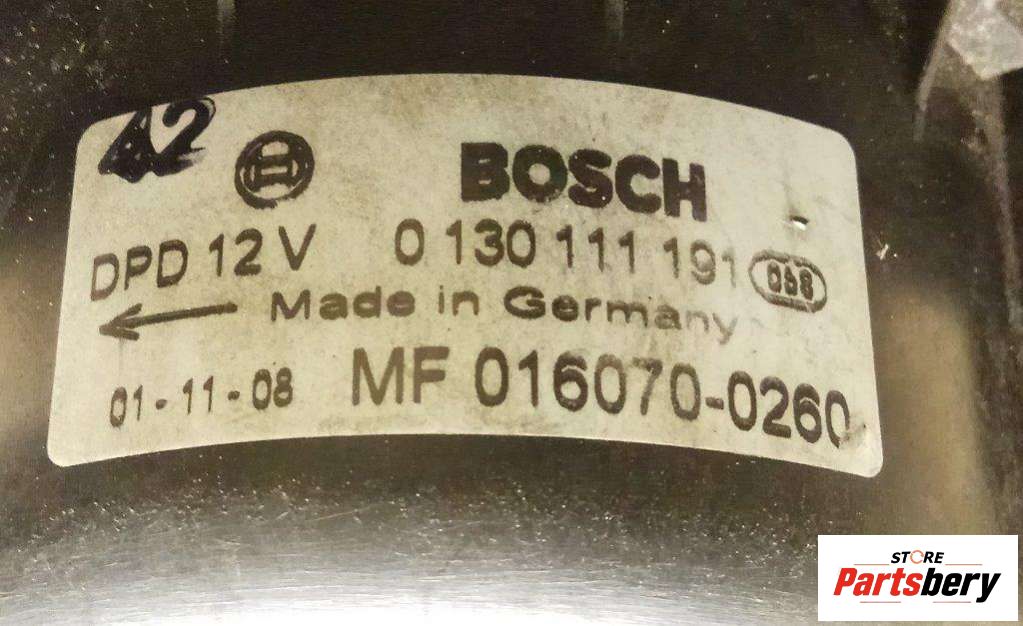 A2
BOSCH
DPD 12 V 0 130 111 191 068
Made in Germany
01-11-08 MF 016070-0260
STORE
Partsbery